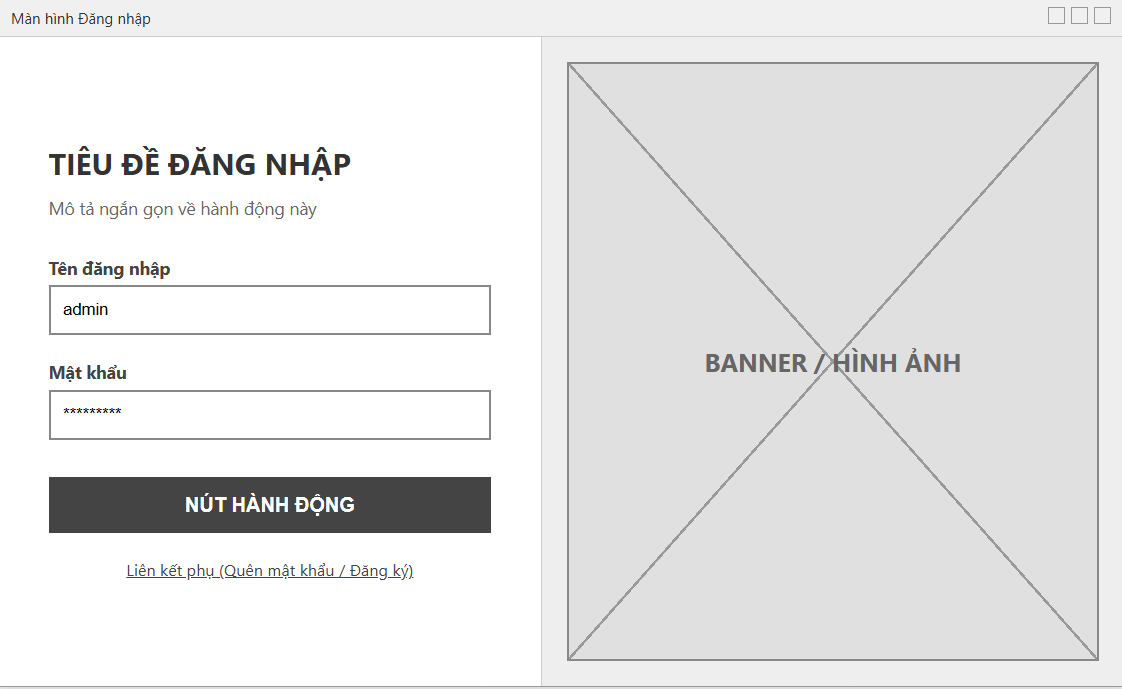 Màn hình Đăng nhập
TIÊU ĐỀ ĐĂNG NHẬP
Mô tả ngắn gọn về hành động này
Tên đăng nhập
admin
Mật khẩu
*********
NÚT HÀNH ĐỘNG
Liên kết phụ (Quên mật khẩu / Đăng ký)
BANNER / HÌNH ẢNH